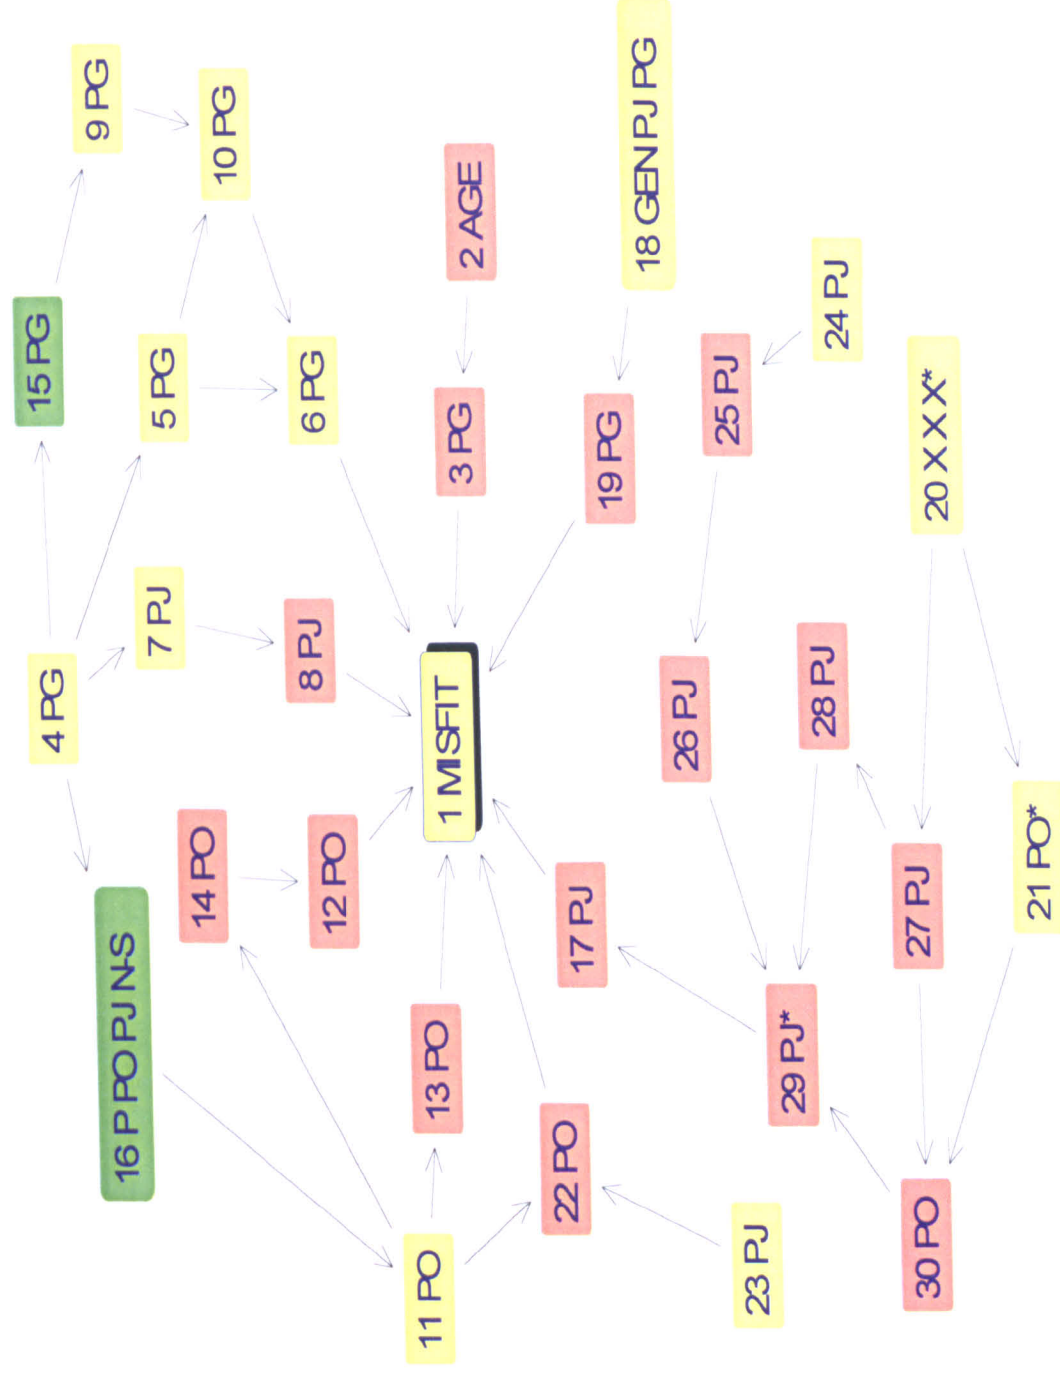 16 P PO PJ N-S
4 PG
15 PG
9 PG
14 PO
7 PJ
5 PG
10 PG
12 PO
8 PJ
6 PG
11 PO
13 PO
1 MISFIT
3 PG
2 AGE
22 PO
17 PJ
19 PG
18 GEN PJ PG
23 PJ
29 PJ*
26 PJ
25 PJ
24 PJ
28 PJ
30 PO
27 PJ
20 X X X*
21 PO*